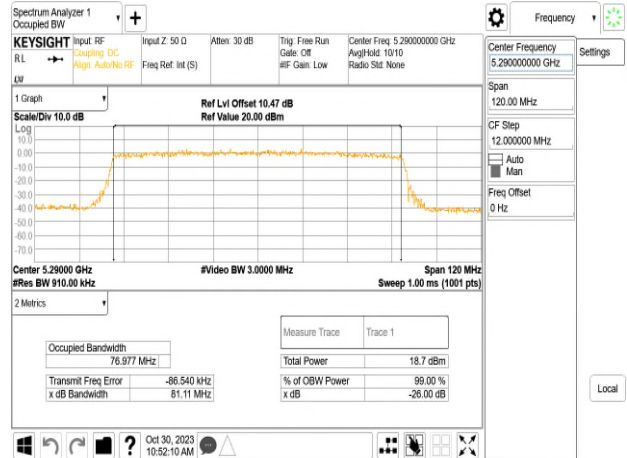 Spectrum Analyzer 1
Occupied BW
Frequency
KEYSIGHT
Input: RF
Input Z: 50 Ω
Atten: 30 dB
Trig: Free Run
Center Freq: 5.290000000 GHz
RL
Coupling: DC
Gate: Off
Avg|Hold: 10/10
Align: Auto/No RF
Freq Ref: Int (S)
#IF Gain: Low
Radio Std: None
Center Frequency
5.290000000 GHz
Settings
Span
120.00 MHz
CF Step
12.000000 MHz
Auto
Man
Freq Offset
0 Hz
1 Graph
Ref Lvl Offset 10.47 dB
Scale/Div 10.0 dB
Ref Value 20.00 dBm
Log
10.0
0.00
-10.0
-20.0
-30.0
-40.0
-50.0
-60.0
-70.0
Center 5.29000 GHz
#Video BW 3.0000 MHz
Span 120 MHz
#Res BW 910.00 kHz
Sweep 1.00 ms (1001 pts)
2 Metrics
Measure Trace
Trace 1
Occupied Bandwidth
76.977 MHz
Total Power
18.7 dBm
Transmit Freq Error
-86.540 kHz
% of OBW Power
99.00 %
x dB Bandwidth
81.11 MHz
x dB
-26.00 dB
Local
?
Oct 30, 2023
10:52:10 AM